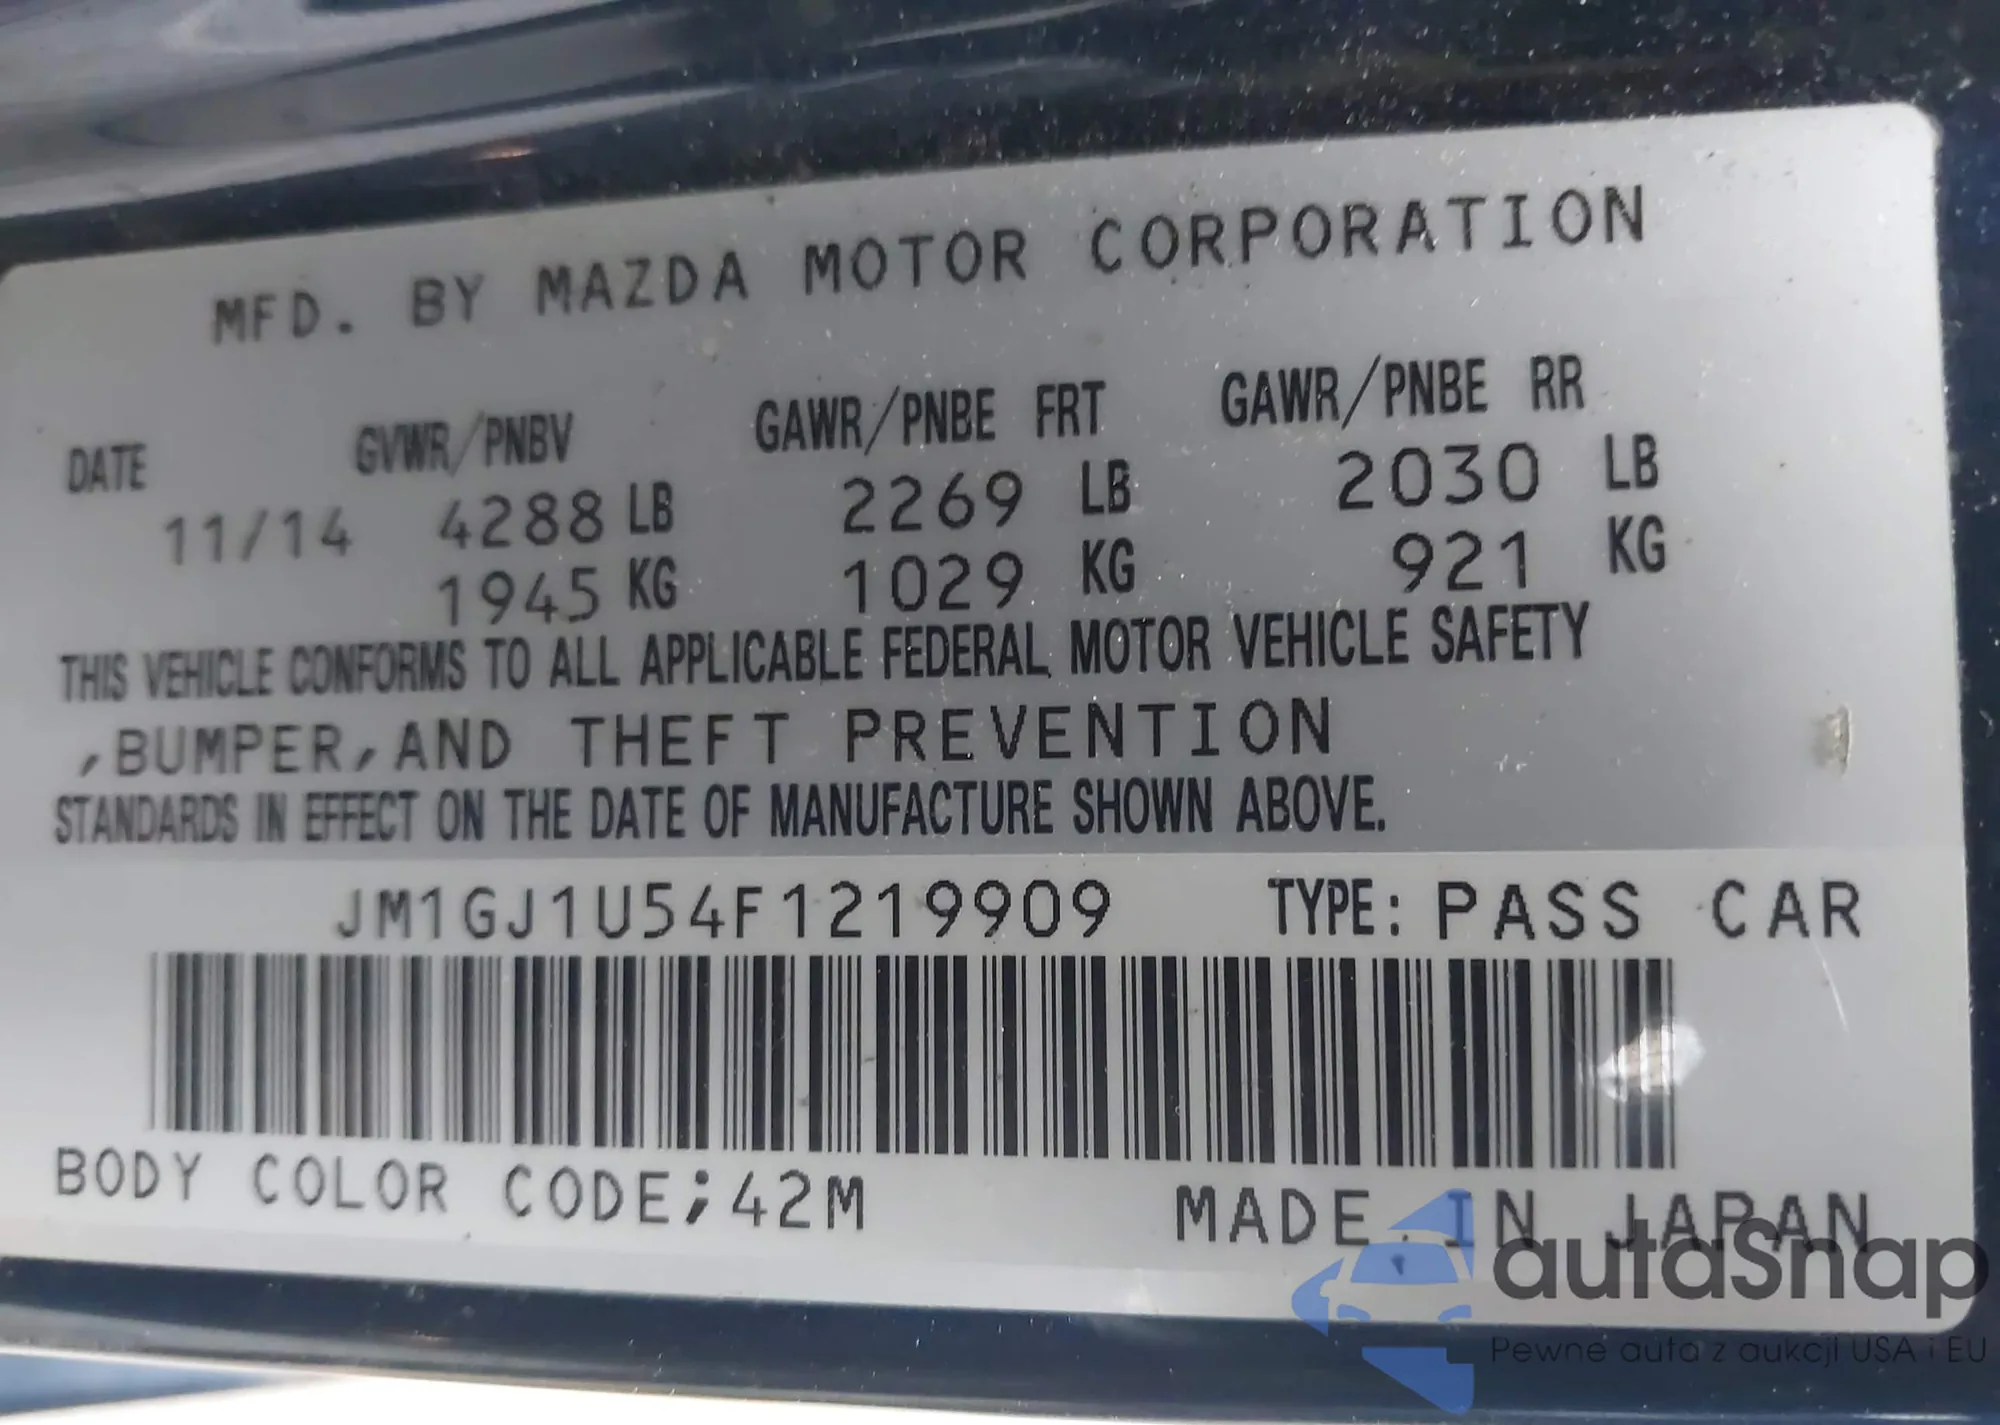 MFD. BY MAZDA MOTOR CORPORATION
DATE GVWR/PNBV GAWR/PNBE FRT GAWR/PNBE RR
11/14 4288 LB 2269 LB 2030 LB
1945 KG 1029 KG 921 KG
THIS VEHICLE CONFORMS TO ALL APPLICABLE FEDERAL MOTOR VEHICLE SAFETY
,BUMPER,AND THEFT PREVENTION
STANDARDS IN EFFECT ON THE DATE OF MANUFACTURE SHOWN ABOVE.
JM1GJ1U54F1219909 TYPE: PASS CAR
BODY COLOR CODE;42M MADE IN JAPAN
autaSnap
Pewne auta z aukcji USA i EU